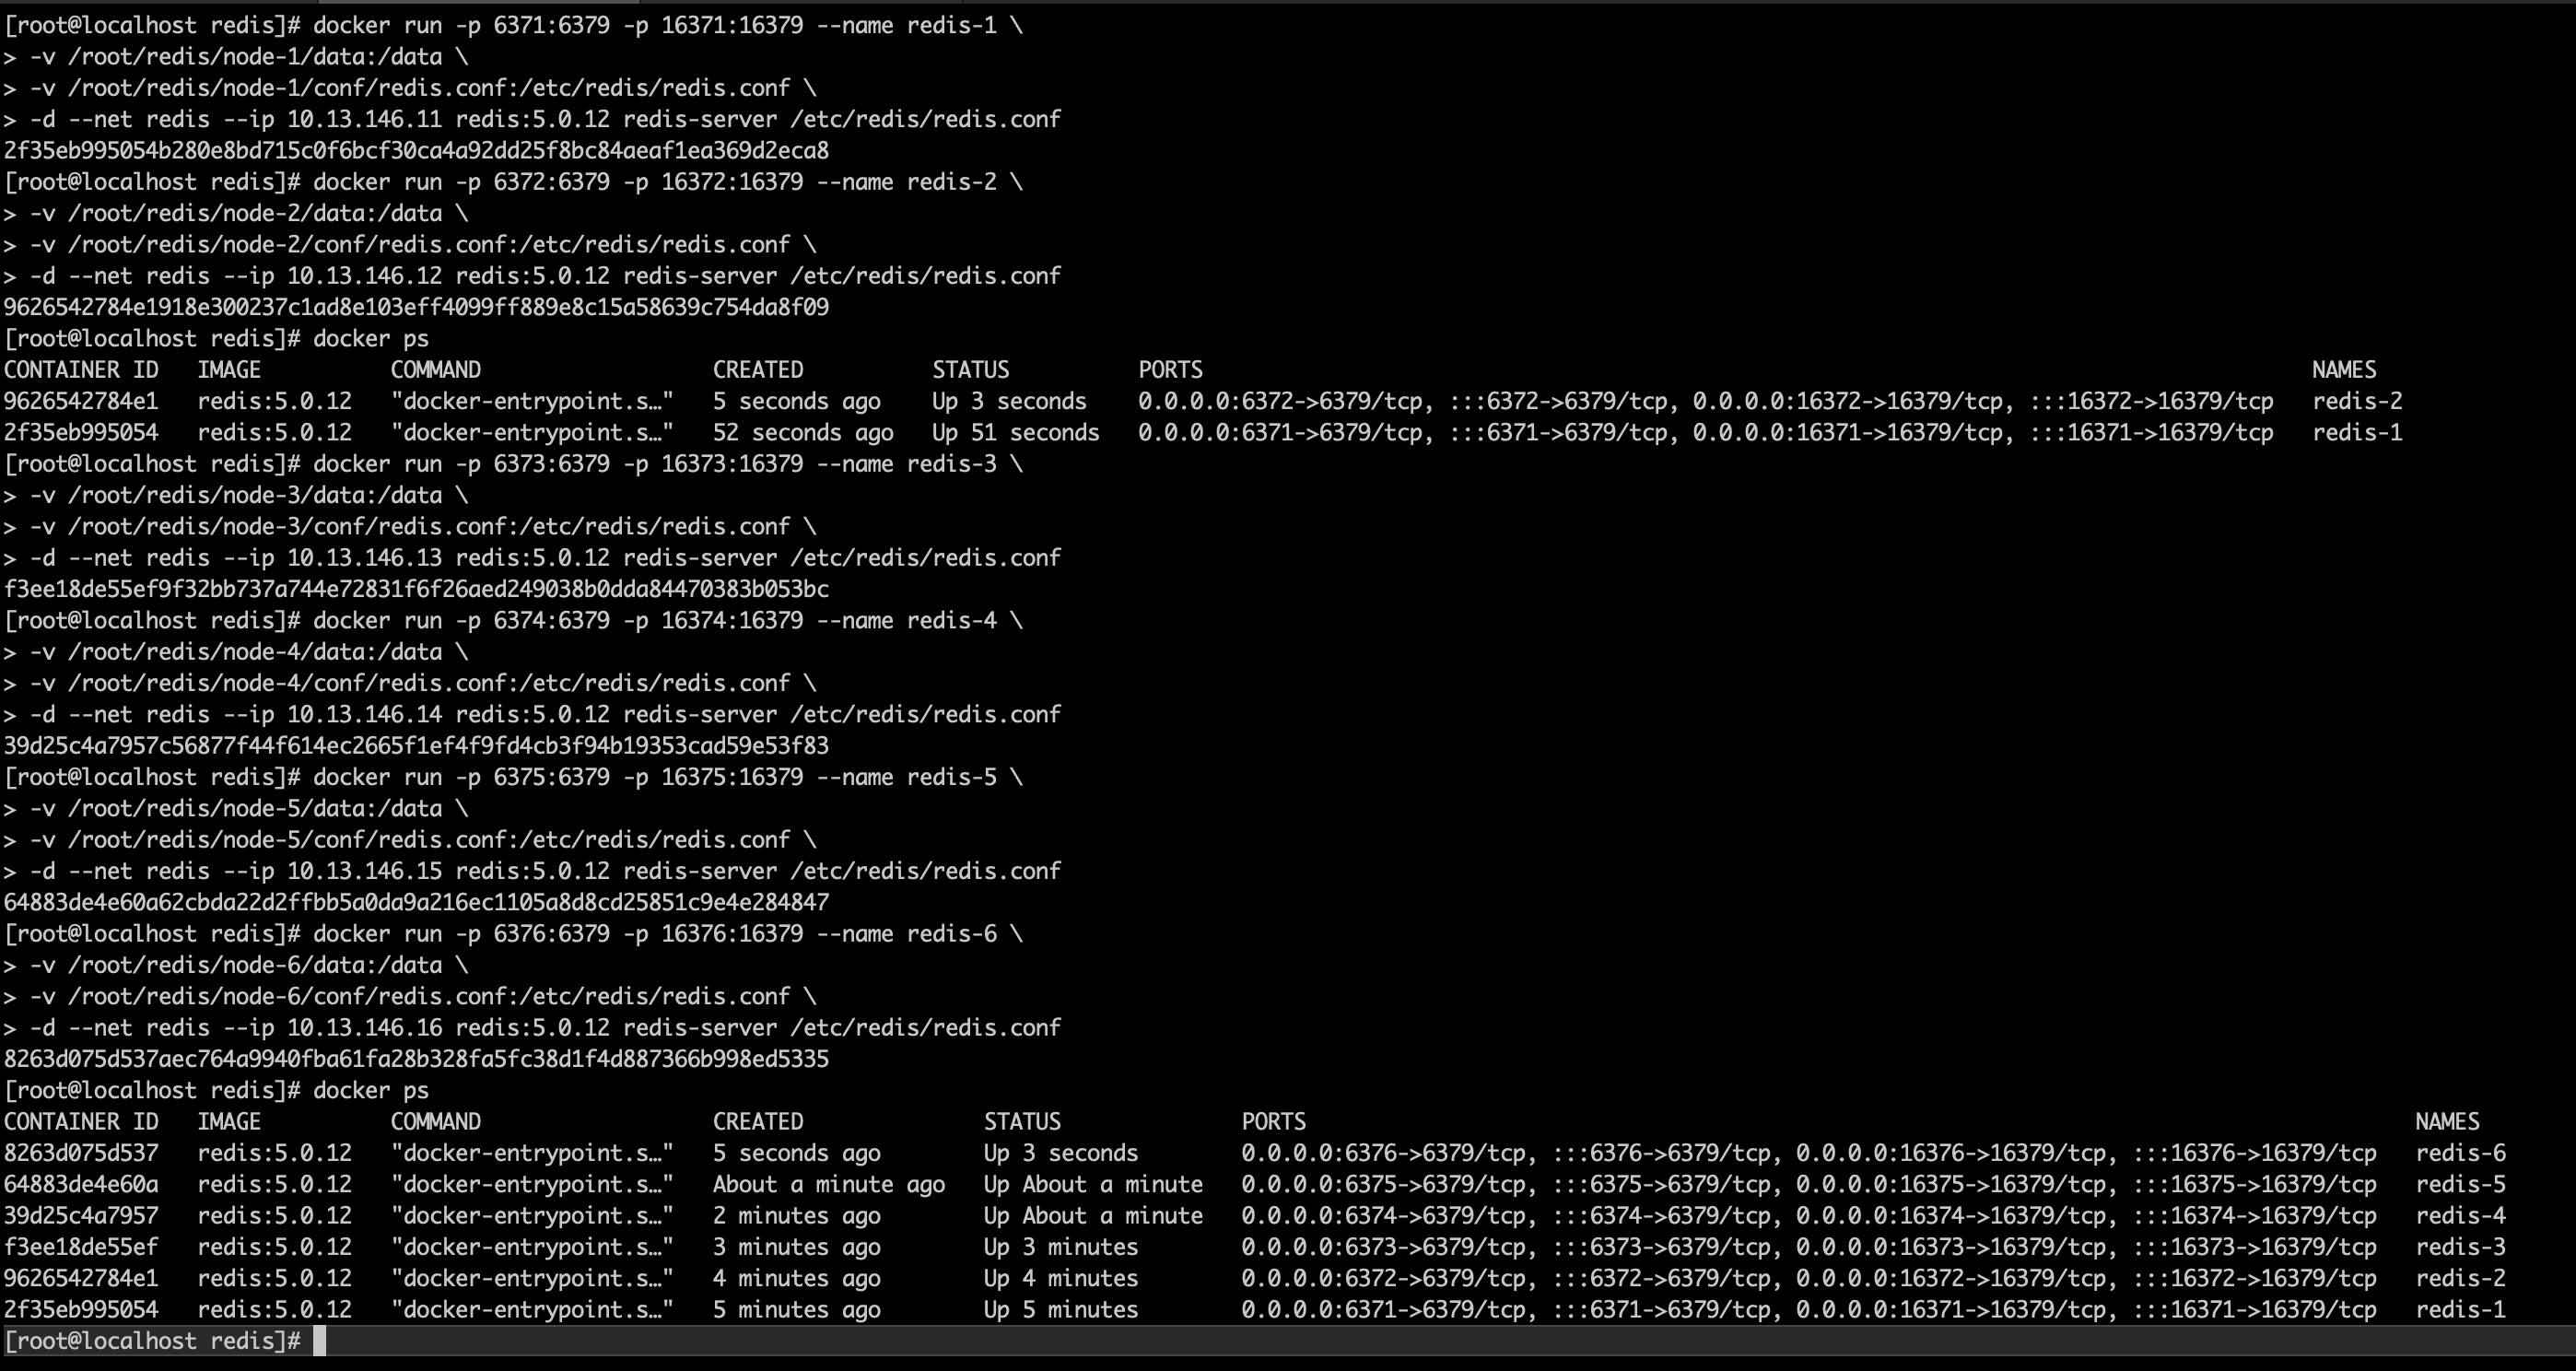 [root@localhost redis]# docker run -p 6371:6379 -p 16371:16379 --name redis-1 \
> -v /root/redis/node-1/data:/data \
> -v /root/redis/node-1/conf/redis.conf:/etc/redis/redis.conf \
> -d --net redis --ip 10.13.146.11 redis:5.0.12 redis-server /etc/redis/redis.conf
2f35eb995054b280e8bd715c0f6bcf30ca4a92dd25f8bc84aeaf1ea369d2eca8
[root@localhost redis]# docker run -p 6372:6379 -p 16372:16379 --name redis-2 \
> -v /root/redis/node-2/data:/data \
> -v /root/redis/node-2/conf/redis.conf:/etc/redis/redis.conf \
> -d --net redis --ip 10.13.146.12 redis:5.0.12 redis-server /etc/redis/redis.conf
9626542784e1918e300237c1ad8e103eff4099ff889e8c15a58639c754da8f09
[root@localhost redis]# docker ps
CONTAINER ID   IMAGE          COMMAND                  CREATED          STATUS          PORTS                                                                                      NAMES
9626542784e1   redis:5.0.12   "docker-entrypoint.s…"   5 seconds ago    Up 3 seconds    0.0.0.0:6372->6379/tcp, :::6372->6379/tcp, 0.0.0.0:16372->16379/tcp, :::16372->16379/tcp   redis-2
2f35eb995054   redis:5.0.12   "docker-entrypoint.s…"   52 seconds ago   Up 51 seconds   0.0.0.0:6371->6379/tcp, :::6371->6379/tcp, 0.0.0.0:16371->16379/tcp, :::16371->16379/tcp   redis-1
[root@localhost redis]# docker run -p 6373:6379 -p 16373:16379 --name redis-3 \
> -v /root/redis/node-3/data:/data \
> -v /root/redis/node-3/conf/redis.conf:/etc/redis/redis.conf \
> -d --net redis --ip 10.13.146.13 redis:5.0.12 redis-server /etc/redis/redis.conf
f3ee18de55ef9f32bb737a744e72831f6f26aed249038b0dda84470383b053bc
[root@localhost redis]# docker run -p 6374:6379 -p 16374:16379 --name redis-4 \
> -v /root/redis/node-4/data:/data \
> -v /root/redis/node-4/conf/redis.conf:/etc/redis/redis.conf \
> -d --net redis --ip 10.13.146.14 redis:5.0.12 redis-server /etc/redis/redis.conf
39d25c4a7957c56877f44f614ec2665f1ef4f9fd4cb3f94b19353cad59e53f83
[root@localhost redis]# docker run -p 6375:6379 -p 16375:16379 --name redis-5 \
> -v /root/redis/node-5/data:/data \
> -v /root/redis/node-5/conf/redis.conf:/etc/redis/redis.conf \
> -d --net redis --ip 10.13.146.15 redis:5.0.12 redis-server /etc/redis/redis.conf
64883de4e60a62cbda22d2ffbb5a0da9a216ec1105a8d8cd25851c9e4e284847
[root@localhost redis]# docker run -p 6376:6379 -p 16376:16379 --name redis-6 \
> -v /root/redis/node-6/data:/data \
> -v /root/redis/node-6/conf/redis.conf:/etc/redis/redis.conf \
> -d --net redis --ip 10.13.146.16 redis:5.0.12 redis-server /etc/redis/redis.conf
8263d075d537aec764a9940fba61fa28b328fa5fc38d1f4d887366b998ed5335
[root@localhost redis]# docker ps
CONTAINER ID   IMAGE          COMMAND                  CREATED              STATUS              PORTS                                                                                      NAMES
8263d075d537   redis:5.0.12   "docker-entrypoint.s…"   5 seconds ago        Up 3 seconds        0.0.0.0:6376->6379/tcp, :::6376->6379/tcp, 0.0.0.0:16376->16379/tcp, :::16376->16379/tcp   redis-6
64883de4e60a   redis:5.0.12   "docker-entrypoint.s…"   About a minute ago   Up About a minute   0.0.0.0:6375->6379/tcp, :::6375->6379/tcp, 0.0.0.0:16375->16379/tcp, :::16375->16379/tcp   redis-5
39d25c4a7957   redis:5.0.12   "docker-entrypoint.s…"   2 minutes ago        Up About a minute   0.0.0.0:6374->6379/tcp, :::6374->6379/tcp, 0.0.0.0:16374->16379/tcp, :::16374->16379/tcp   redis-4
f3ee18de55ef   redis:5.0.12   "docker-entrypoint.s…"   3 minutes ago        Up 3 minutes        0.0.0.0:6373->6379/tcp, :::6373->6379/tcp, 0.0.0.0:16373->16379/tcp, :::16373->16379/tcp   redis-3
9626542784e1   redis:5.0.12   "docker-entrypoint.s…"   4 minutes ago        Up 4 minutes        0.0.0.0:6372->6379/tcp, :::6372->6379/tcp, 0.0.0.0:16372->16379/tcp, :::16372->16379/tcp   redis-2
2f35eb995054   redis:5.0.12   "docker-entrypoint.s…"   5 minutes ago        Up 5 minutes        0.0.0.0:6371->6379/tcp, :::6371->6379/tcp, 0.0.0.0:16371->16379/tcp, :::16371->16379/tcp   redis-1
[root@localhost redis]#